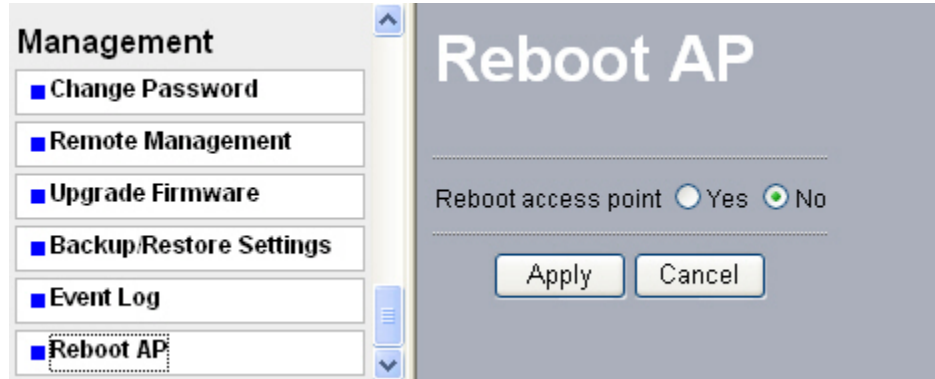 Management
Change Password
Remote Management
Upgrade Firmware
Backup/Restore Settings
Event Log
Reboot AP
Reboot AP
Reboot access point Yes No
Apply Cancel